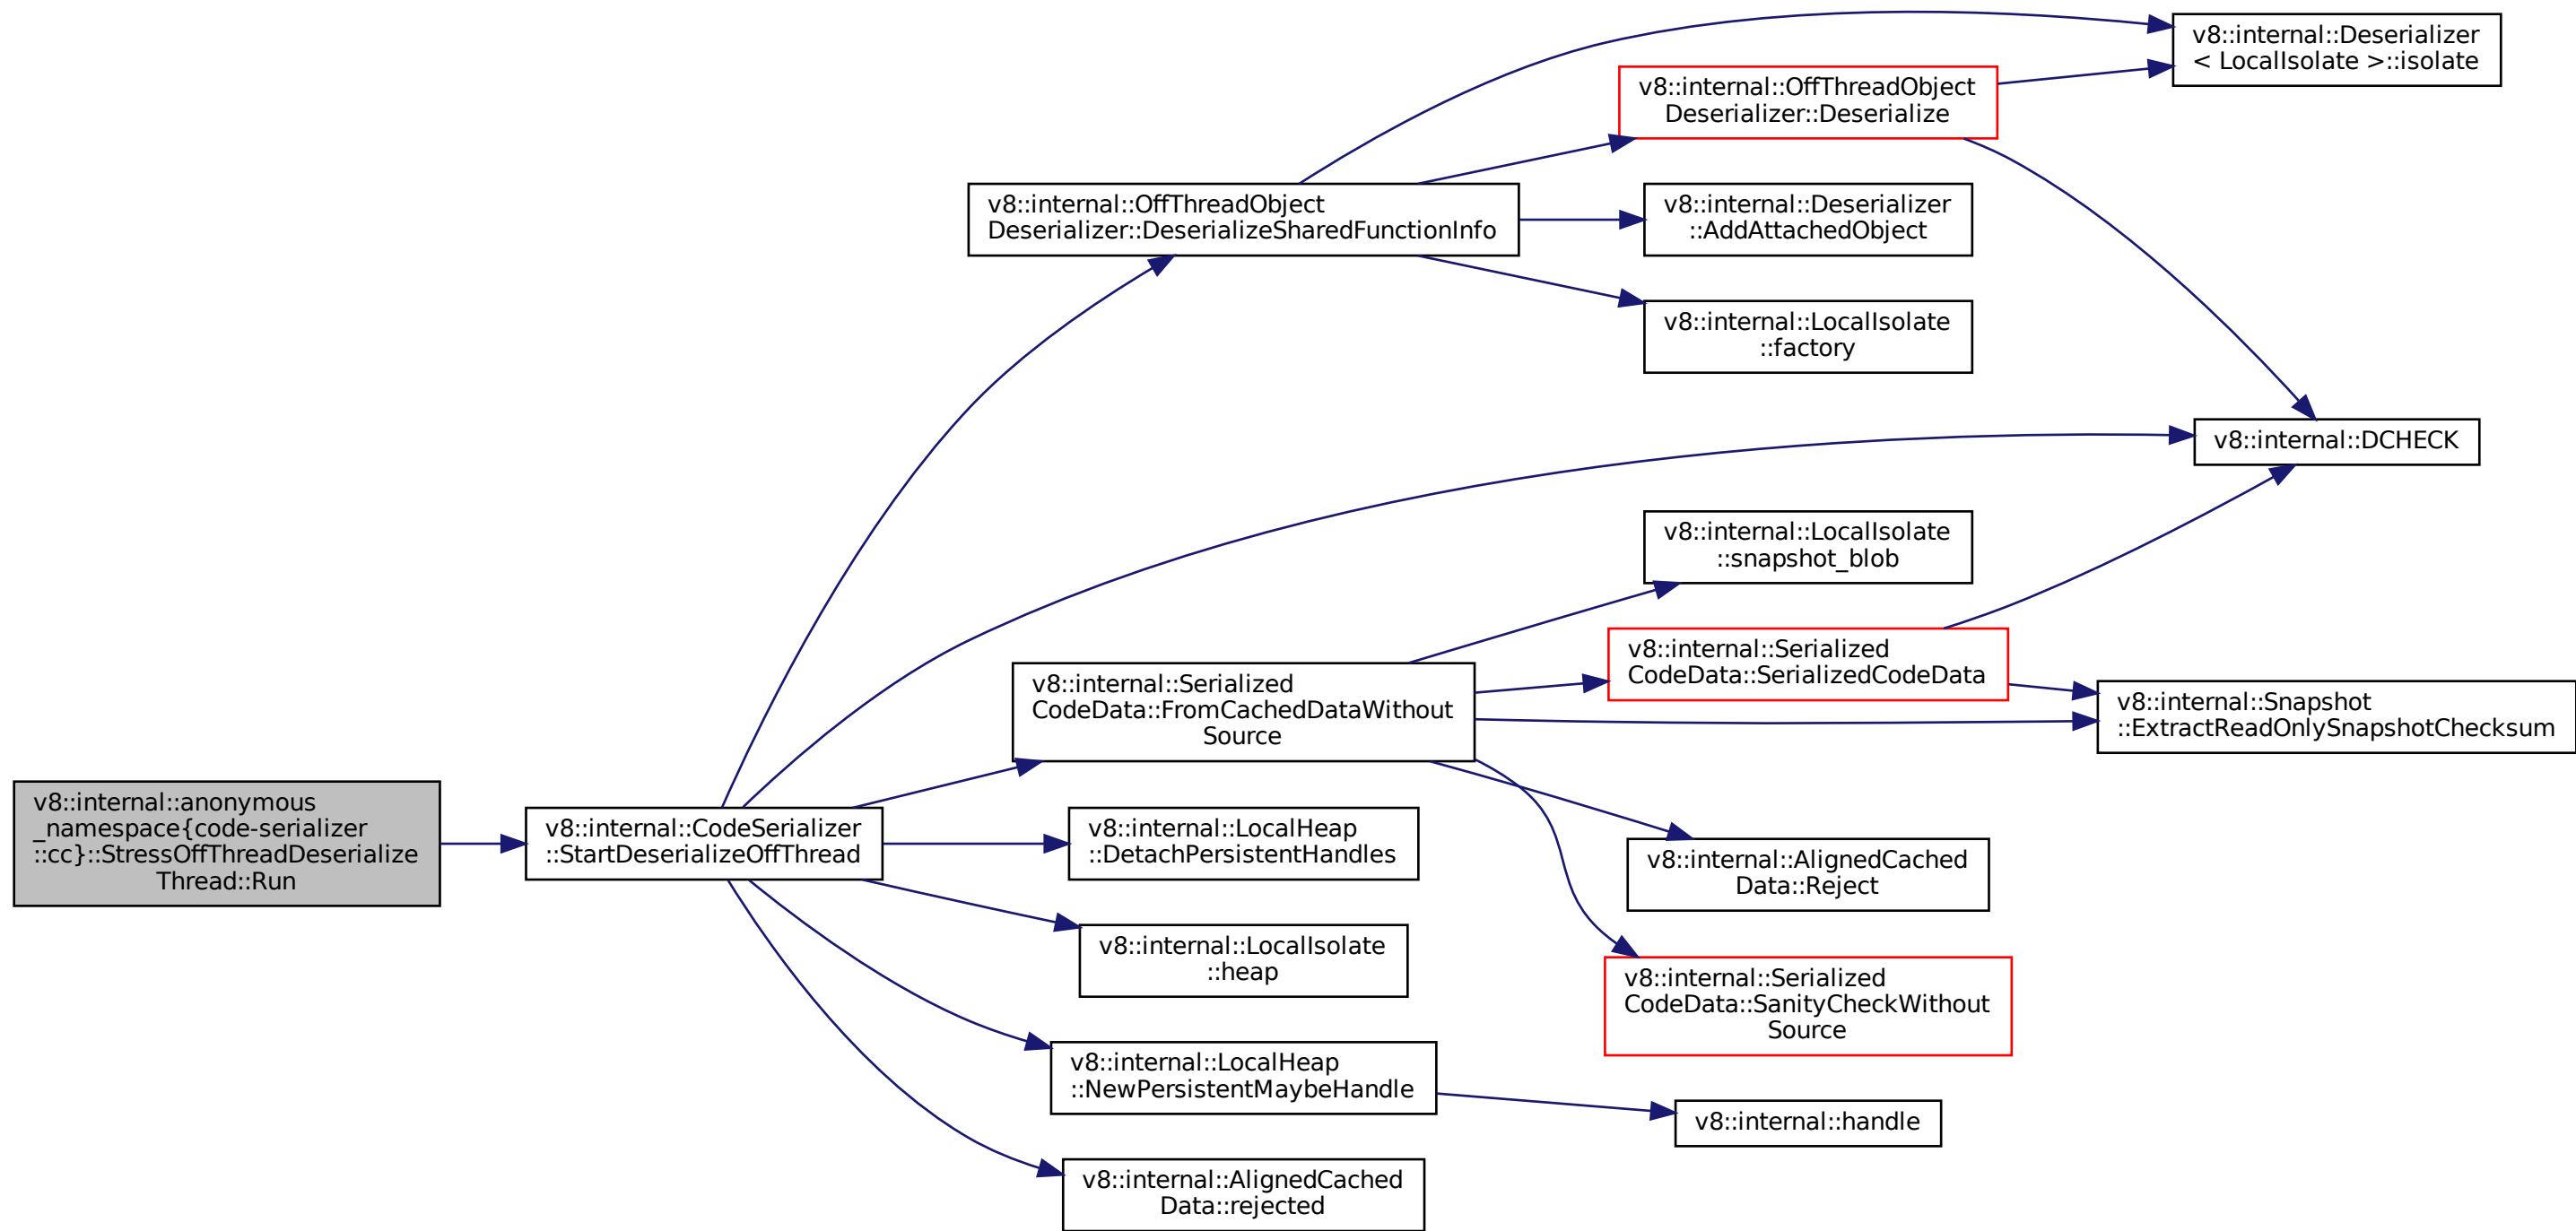 v8::internal::Deserializer
< LocalIsolate >::isolate
v8::internal::OffThreadObject
Deserializer::Deserialize
v8::internal::OffThreadObject
Deserializer::DeserializeSharedFunctionInfo
v8::internal::Deserializer
::AddAttachedObject
v8::internal::LocalIsolate
::factory
v8::internal::DCHECK
v8::internal::LocalIsolate
::snapshot_blob
v8::internal::Serialized
CodeData::SerializedCodeData
v8::internal::Serialized
CodeData::FromCachedDataWithout
Source
v8::internal::Snapshot
::ExtractReadOnlySnapshotChecksum
v8::internal::anonymous
_namespace{code-serializer
::cc}::StressOffThreadDeserialize
Thread::Run
v8::internal::CodeSerializer
::StartDeserializeOffThread
v8::internal::LocalHeap
::DetachPersistentHandles
v8::internal::AlignedCached
Data::Reject
v8::internal::LocalIsolate
::heap
v8::internal::Serialized
CodeData::SanityCheckWithout
Source
v8::internal::LocalHeap
::NewPersistentMaybeHandle
v8::internal::handle
v8::internal::AlignedCached
Data::rejected